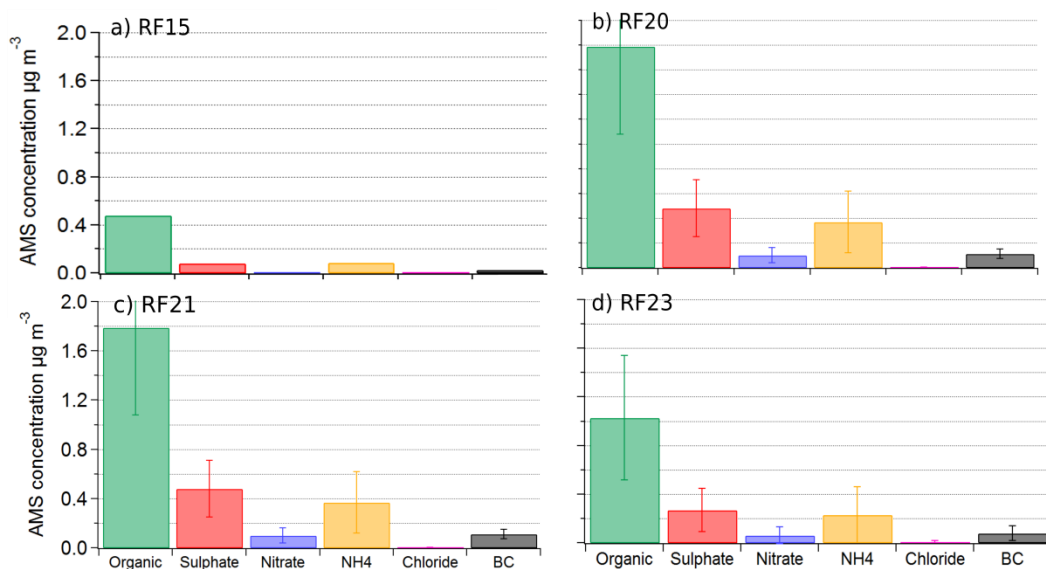 a) RF15
b) RF20
AMS concentration µg m⁻³
2.0
1.6
1.2
0.8
0.4
0.0
c) RF21
d) RF23
AMS concentration µg m⁻³
2.0
1.6
1.2
0.8
0.4
0.0
Organic Sulphate Nitrate NH4 Chloride BC
Organic Sulphate Nitrate NH4 Chloride BC